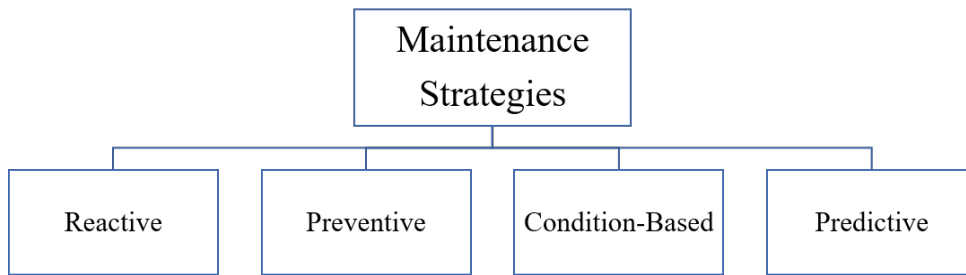 Maintenance
Strategies
Reactive
Preventive
Condition-Based
Predictive